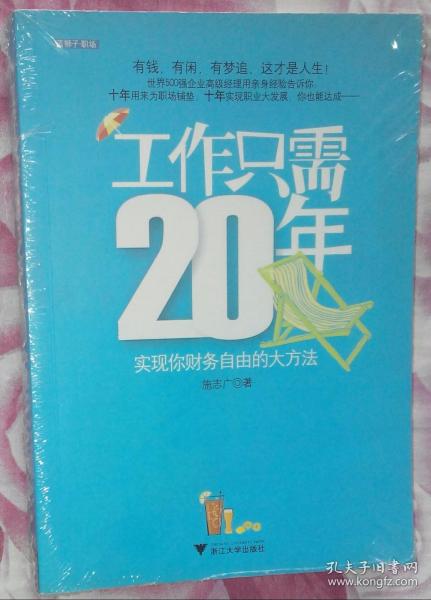 蓝狮子·职场
有钱，有闲，有梦追，这才是人生！
世界500强企业高级经理用亲身经验告诉你：
十年用来为职场铺垫，十年实现职业大发展，你也能达成——
工作只需
20年
实现你财务自由的大方法
施志广◎著
浙江大学出版社
孔夫子旧书网
www.kongfz.com